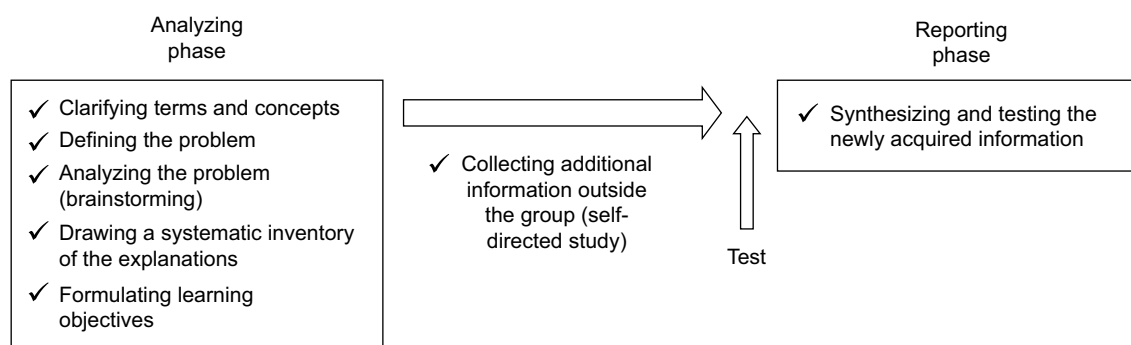 Analyzing
phase
Clarifying terms and concepts
Defining the problem
Analyzing the problem
(brainstorming)
Drawing a systematic inventory
of the explanations
Formulating learning
objectives
Collecting additional
information outside
the group (self-
directed study)
Test
Reporting
phase
Synthesizing and testing the
newly acquired information